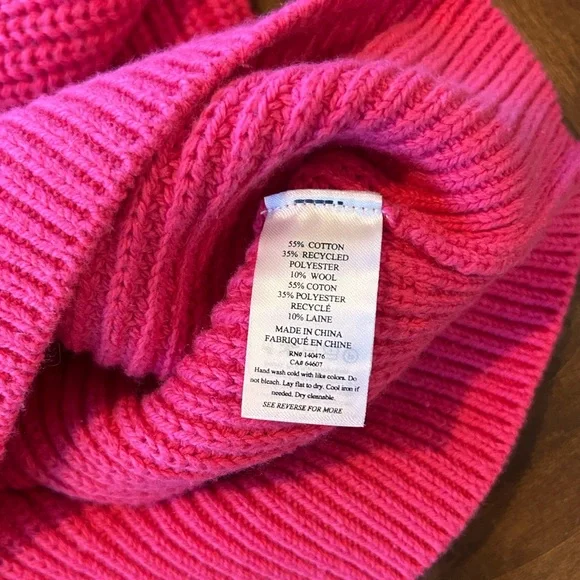 55% COTTON
35% RECYCLED
POLYESTER
10% WOOL
55% COTON
35% POLYESTER
RECYCLÉ
10% LAINE
MADE IN CHINA
FABRIQUÉ EN CHINE
RN# 140476
CA# 64607
Hand wash cold with like colors. Do
not bleach. Lay flat to dry. Cool iron if
needed. Dry cleanable.
SEE REVERSE FOR MORE